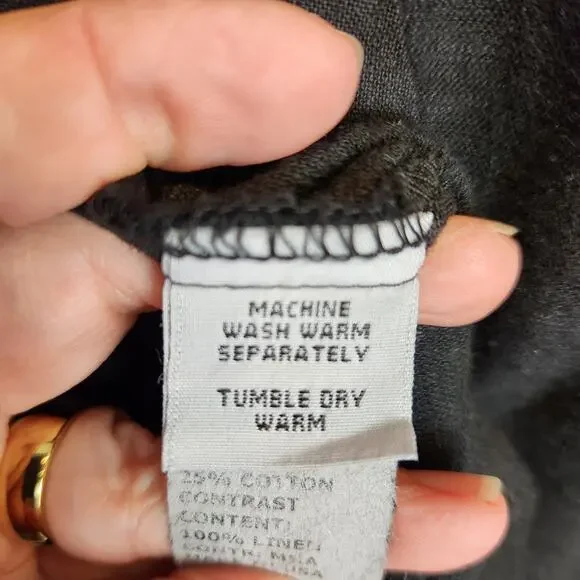 MACHINE
WASH WARM
SEPARATELY
TUMBLE DRY
WARM
25% COTTON
CONTRAST
CONTENT:
100% LINEN